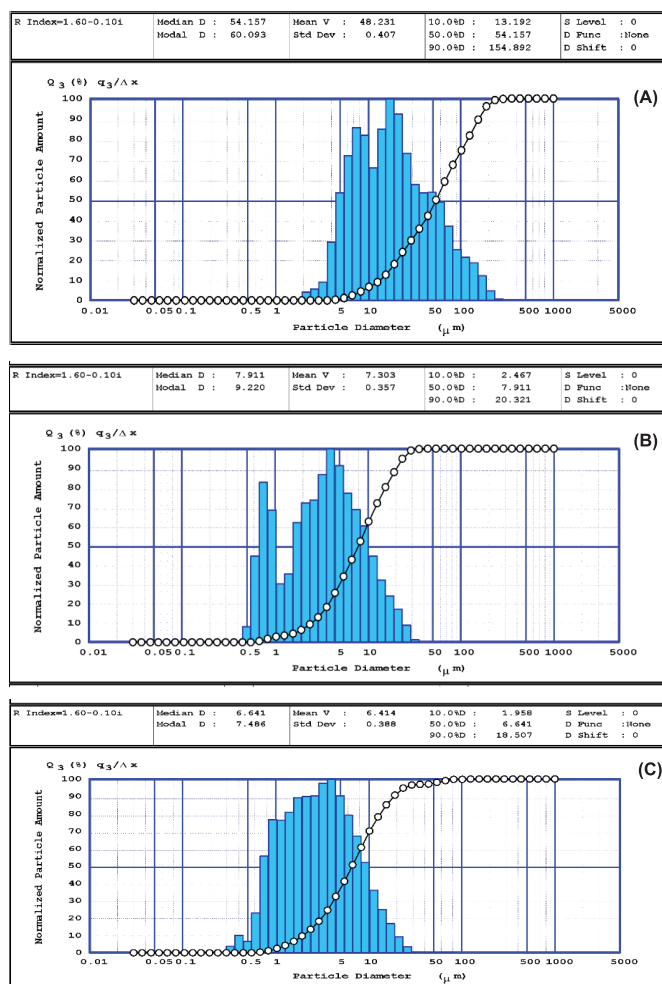 R Index=1.60-0.10i Median D : 54.157 Mean V : 48.231 10.0%D : 13.192 S Level : 0
Modal D : 60.093 Std Dev : 0.407 50.0%D : 54.157 D Func :None
90.0%D : 154.892 D Shift : 0
Q 3 (%) q3/Δx
(A)
Normalized Particle Amount
100
90
80
70
60
50
40
30
20
10
0
0.01 0.05 0.1 0.5 1 5 10 50 100 500 1000 5000
Particle Diameter (μ m)
R Index=1.60-0.10i Median D : 7.911 Mean V : 7.303 10.0%D : 2.467 S Level : 0
Modal D : 9.220 Std Dev : 0.357 50.0%D : 7.911 D Func :None
90.0%D : 20.321 D Shift : 0
Q 3 (%) q3/Δx
(B)
Normalized Particle Amount
100
90
80
70
60
50
40
30
20
10
0
0.01 0.05 0.1 0.5 1 5 10 50 100 500 1000 5000
Particle Diameter (μ m)
R Index=1.60-0.10i Median D : 6.641 Mean V : 6.414 10.0%D : 1.958 S Level : 0
Modal D : 7.486 Std Dev : 0.388 50.0%D : 6.641 D Func :None
90.0%D : 18.507 D Shift : 0
Q 3 (%) q3/Δx
(C)
Normalized Particle Amount
100
90
80
70
60
50
40
30
20
10
0
0.01 0.05 0.1 0.5 1 5 10 50 100 500 1000 5000
Particle Diameter (μ m)